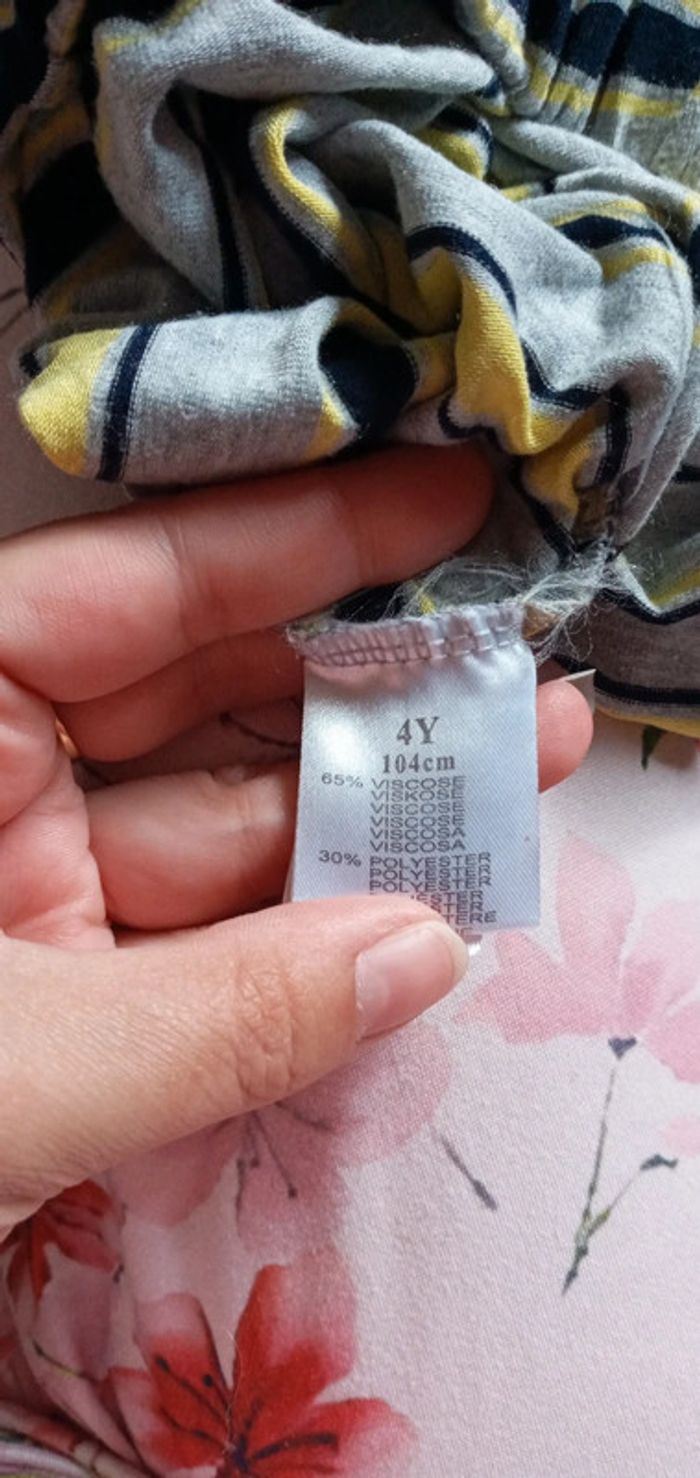 4Y
104cm
65% VISCOSE
VISKOSE
VISCOSE
VISCOSE
VISCOSA
VISCOSA
30% POLYESTER
POLYESTER
POLYESTER